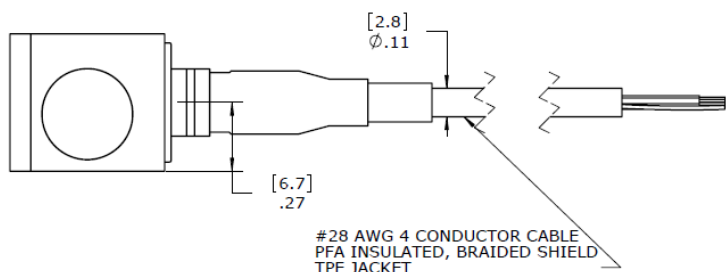 [2.8]
Ø.11
[6.7]
.27
#28 AWG 4 CONDUCTOR CABLE
PFA INSULATED, BRAIDED SHIELD
TPE JACKET